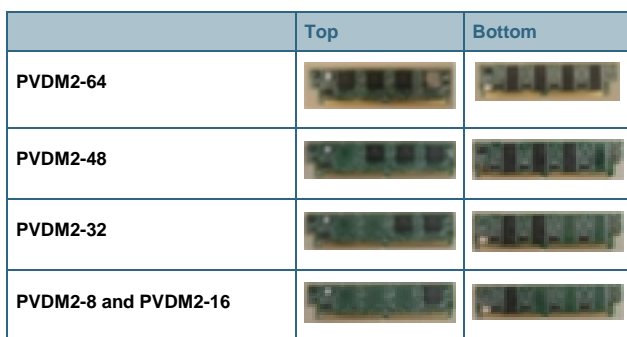 Top Bottom
PVDM2-64
PVDM2-48
PVDM2-32
PVDM2-8 and PVDM2-16